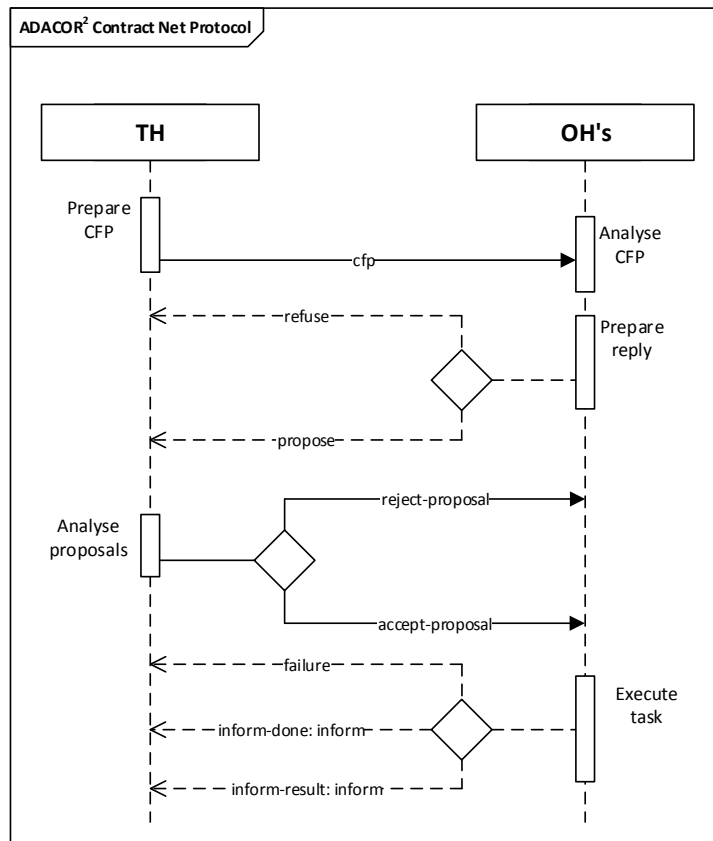 ADACOR² Contract Net Protocol
TH
OH's
Prepare
CFP
Analyse
CFP
cfp
refuse
Prepare
reply
propose
reject-proposal
Analyse
proposals
accept-proposal
failure
Execute
task
inform-done: inform
inform-result: inform